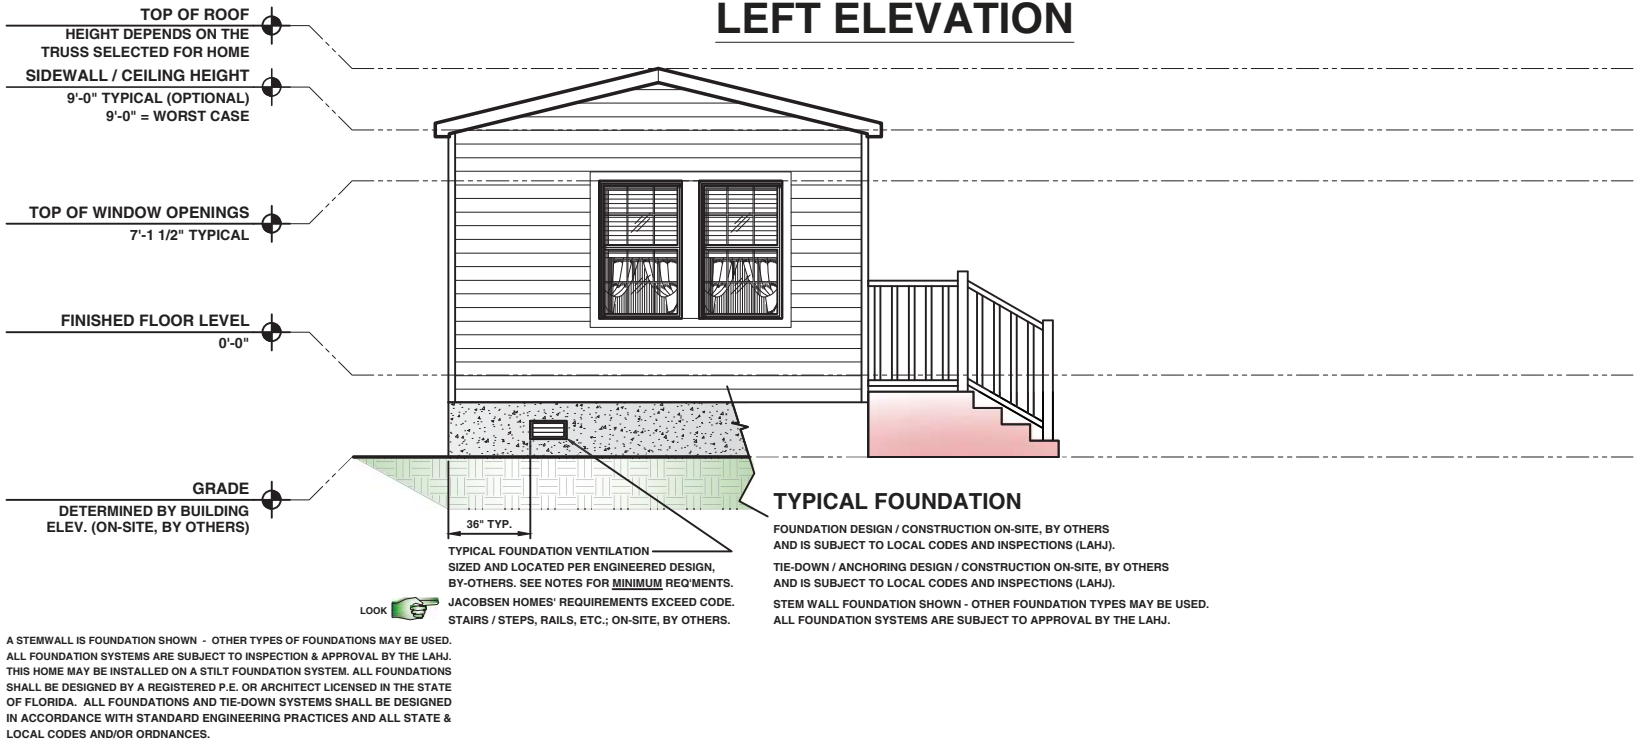 LEFT ELEVATION
TOP OF ROOF
HEIGHT DEPENDS ON THE
TRUSS SELECTED FOR HOME
SIDEWALL / CEILING HEIGHT
9'-0" TYPICAL (OPTIONAL)
9'-0" = WORST CASE
TOP OF WINDOW OPENINGS
7'-1 1/2" TYPICAL
FINISHED FLOOR LEVEL
0'-0"
GRADE
DETERMINED BY BUILDING
ELEV. (ON-SITE, BY OTHERS)
36" TYP.
TYPICAL FOUNDATION VENTILATION
SIZED AND LOCATED PER ENGINEERED DESIGN,
BY-OTHERS. SEE NOTES FOR MINIMUM REQ'MENTS.
LOOK
JACOBSEN HOMES' REQUIREMENTS EXCEED CODE.
STAIRS / STEPS, RAILS, ETC.; ON-SITE, BY OTHERS.
TYPICAL FOUNDATION
FOUNDATION DESIGN / CONSTRUCTION ON-SITE, BY OTHERS
AND IS SUBJECT TO LOCAL CODES AND INSPECTIONS (LAHJ).
TIE-DOWN / ANCHORING DESIGN / CONSTRUCTION ON-SITE, BY OTHERS
AND IS SUBJECT TO LOCAL CODES AND INSPECTIONS (LAHJ).
STEM WALL FOUNDATION SHOWN - OTHER FOUNDATION TYPES MAY BE USED.
ALL FOUNDATION SYSTEMS ARE SUBJECT TO APPROVAL BY THE LAHJ.
A STEMWALL IS FOUNDATION SHOWN - OTHER TYPES OF FOUNDATIONS MAY BE USED.
ALL FOUNDATION SYSTEMS ARE SUBJECT TO INSPECTION & APPROVAL BY THE LAHJ.
THIS HOME MAY BE INSTALLED ON A STILT FOUNDATION SYSTEM. ALL FOUNDATIONS
SHALL BE DESIGNED BY A REGISTERED P.E. OR ARCHITECT LICENSED IN THE STATE
OF FLORIDA. ALL FOUNDATIONS AND TIE-DOWN SYSTEMS SHALL BE DESIGNED
IN ACCORDANCE WITH STANDARD ENGINEERING PRACTICES AND ALL STATE &
LOCAL CODES AND/OR ORDNANCES.